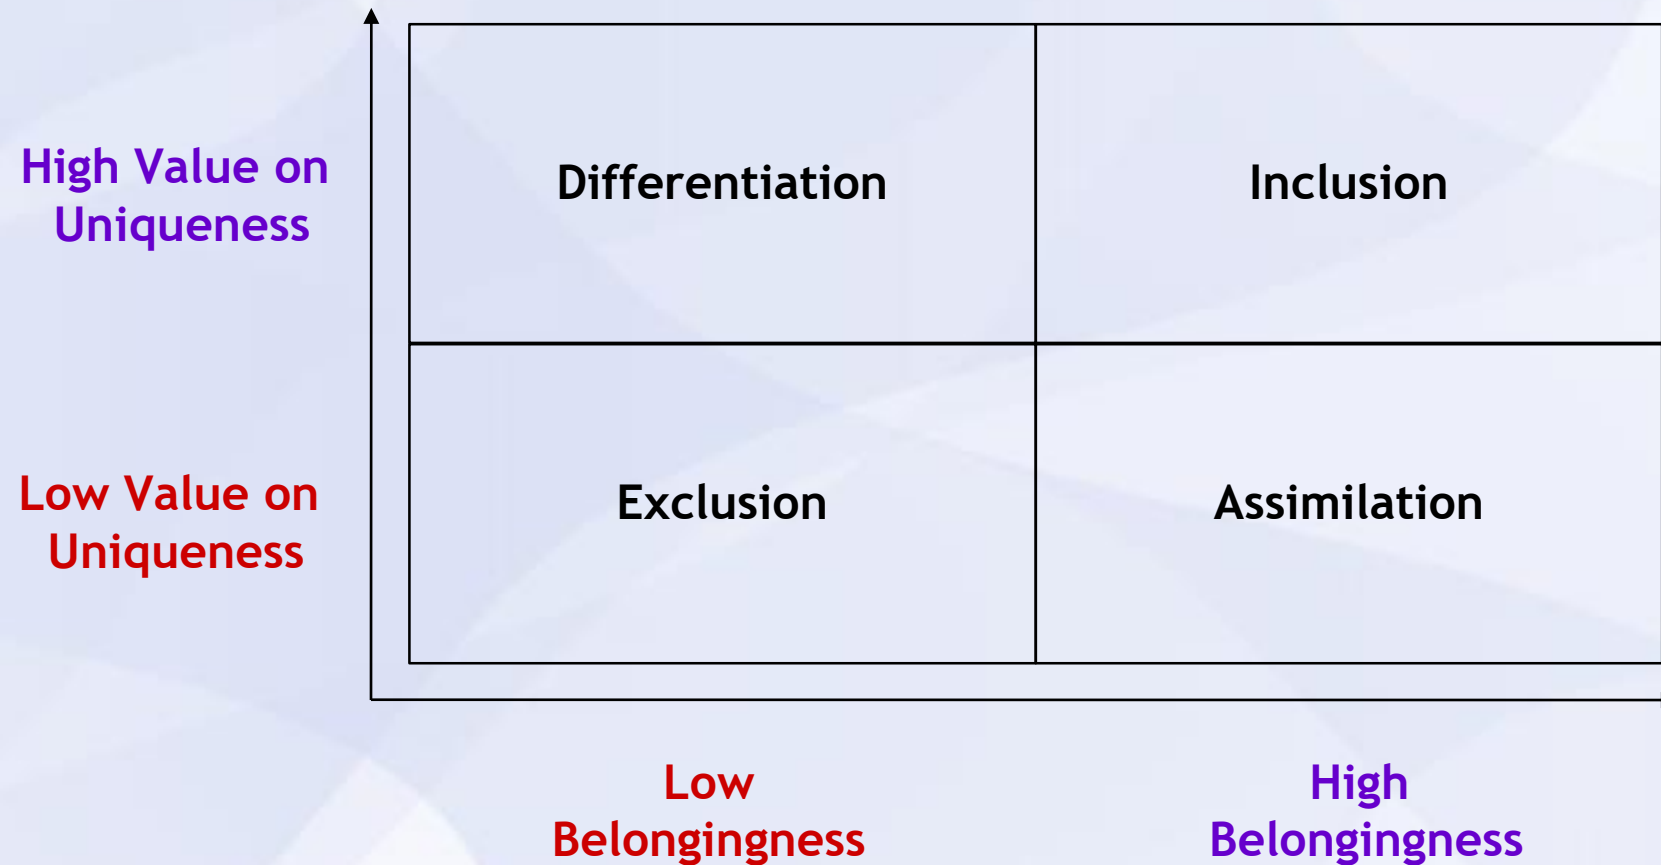 High Value on
Uniqueness
Differentiation
Inclusion
Low Value on
Uniqueness
Exclusion
Assimilation
Low
Belongingness
High
Belongingness